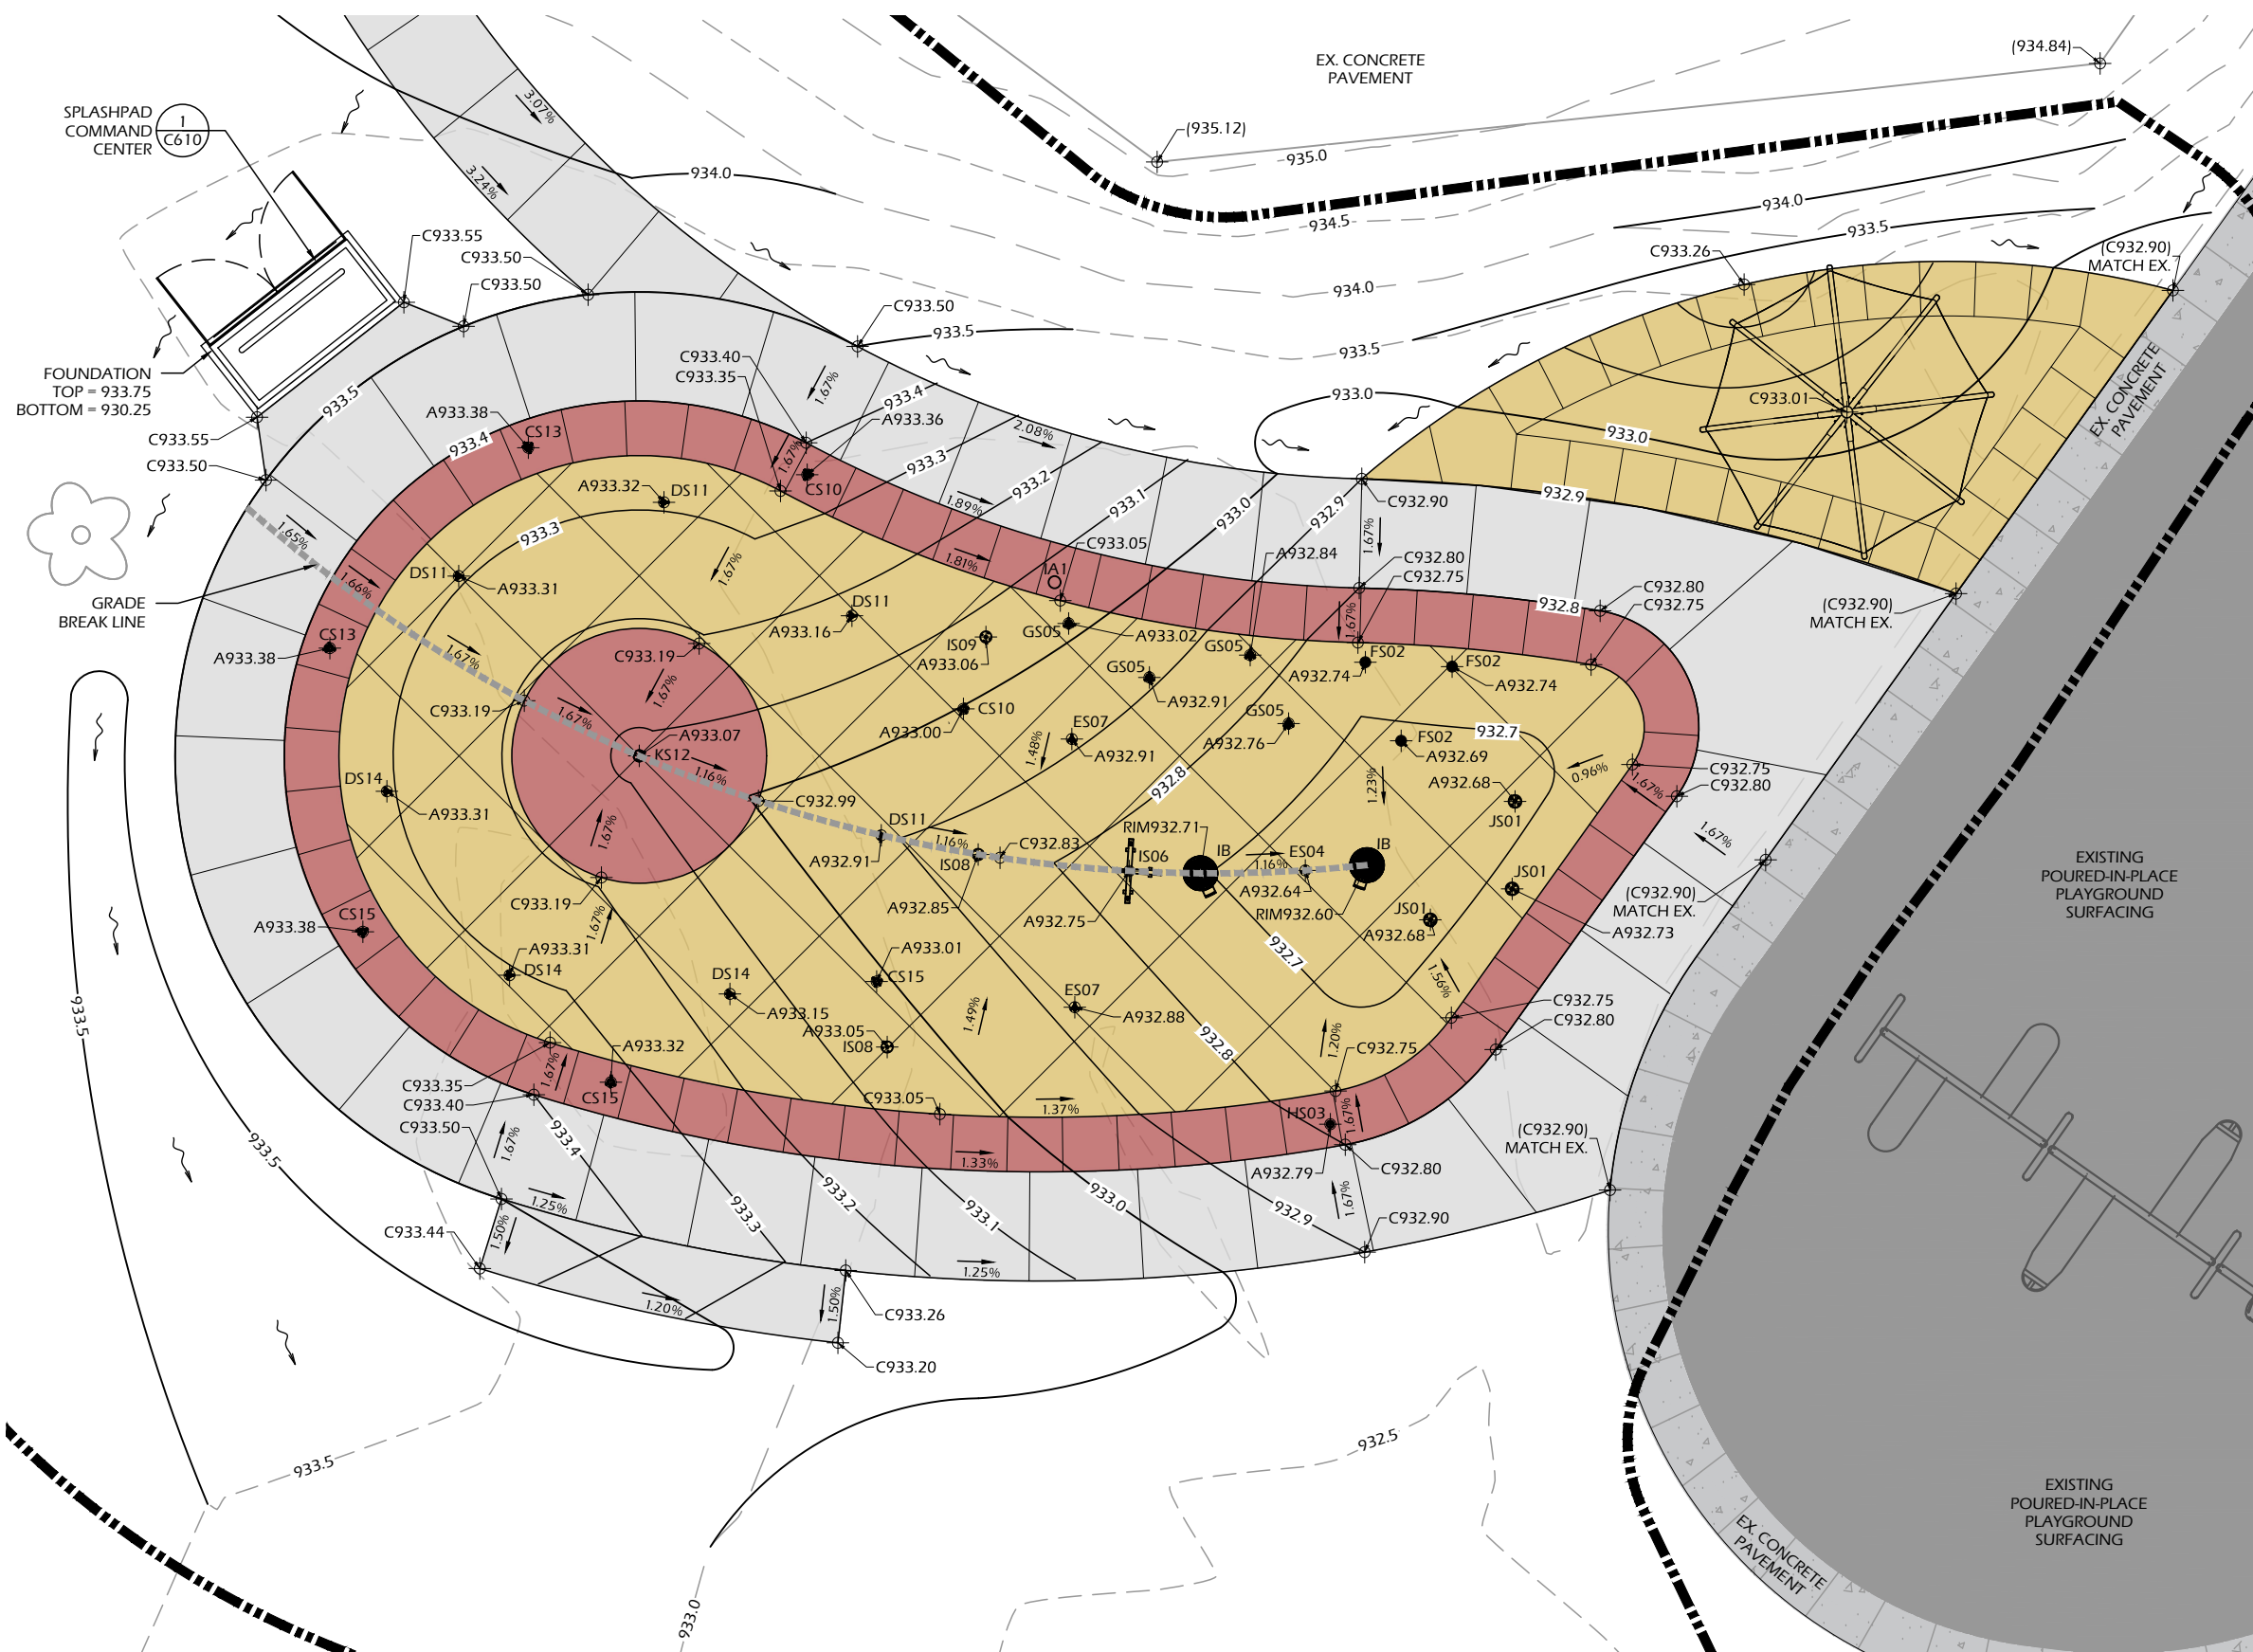 EX. CONCRETE
PAVEMENT
(934.84)
(935.12)
935.0
934.5
934.0
934.0
934.0
933.5
933.5
933.5
SPLASHPAD
COMMAND
CENTER
1
C610
3.07%
3.24%
C933.55
C933.50
C933.50
C933.50
C933.26
(C932.90)
MATCH EX.
FOUNDATION
TOP = 933.75
BOTTOM = 930.25
C933.55
C933.50
933.5
933.4
A933.38
CS13
C933.40
C933.35
1.67%
933.4
A933.36
1.67%
CS10
2.08%
933.0
933.0
C933.01
EX. CONCRETE
PAVEMENT
933.3
933.2
933.1
933.0
932.9
932.9
C932.90
1.89%
1.81%
C933.05
IA1
A932.84
1.67%
C932.80
C932.75
C932.80
C932.75
932.8
(C932.90)
MATCH EX.
A933.32
DS11
933.3
1.65%
1.66%
GRADE
BREAK LINE
DS11
A933.31
1.67%
DS11
A933.16
IS09
A933.06
GS05
A933.02
GS05
1.67%
FS02
A932.74
FS02
A932.74
CS13
A933.38
1.67%
C933.19
1.67%
C933.19
1.67%
A933.07
KS12
1.16%
CS10
A933.00
GS05
A932.91
ES07
A932.91
1.48%
GS05
A932.76
FS02
A932.69
932.7
932.8
0.96%
1.67%
C932.75
C932.80
1.67%
DS14
A933.31
C932.99
1.67%
DS11
A932.91
1.16%
IS08
C932.83
A932.85
RIM932.71
IB
IS06
A932.75
1.16%
ES04
A932.64
IB
RIM932.60
1.23%
A932.68
JS01
JS01
A932.73
JS01
A932.68
(C932.90)
MATCH EX.
EXISTING
POURED-IN-PLACE
PLAYGROUND
SURFACING
C933.19
1.67%
CS15
A933.38
A933.31
DS14
DS14
A933.15
A933.01
CS15
A933.05
IS08
1.49%
ES07
A932.88
932.7
932.8
1.56%
1.20%
C932.75
C932.80
C932.75
C933.35
C933.40
C933.50
1.67%
A933.32
CS15
C933.05
1.37%
1.33%
HS03
1.67%
A932.79
C932.80
1.67%
C932.90
(C932.90)
MATCH EX.
933.5
933.5
1.67%
933.4
933.3
933.2
933.1
933.0
932.9
1.25%
1.25%
C933.44
1.50%
1.20%
1.50%
C933.26
C933.20
933.5
933.0
932.5
EX. CONCRETE
PAVEMENT
EXISTING
POURED-IN-PLACE
PLAYGROUND
SURFACING